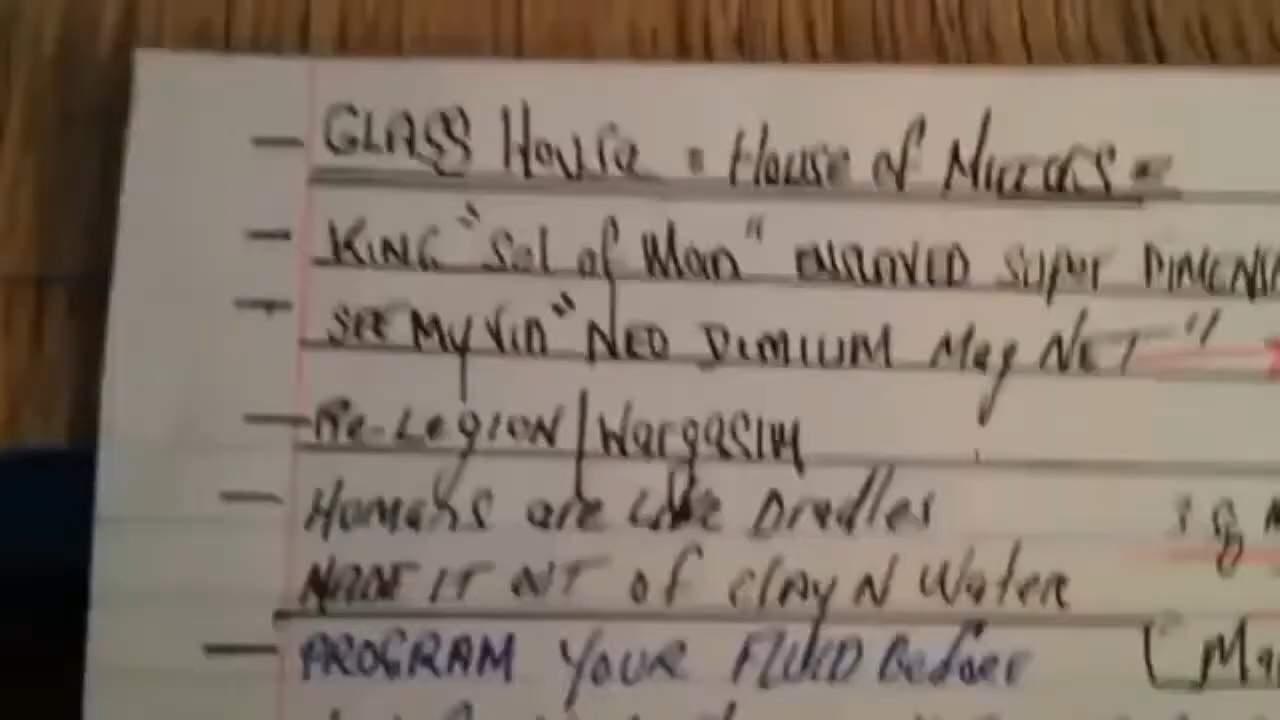 — GLASS House = House of Mirrors =
— KING "Sol of Man" ENGRAVED super DIMENSI
— SEE My Vid "NEO DIMIUM Mag NET"
— Re-Legion / Wargasim
— Humans are Like Dradles
MADE IT OUT of clay N Water
— PROGRAM YOUR FLUID Before (Ma